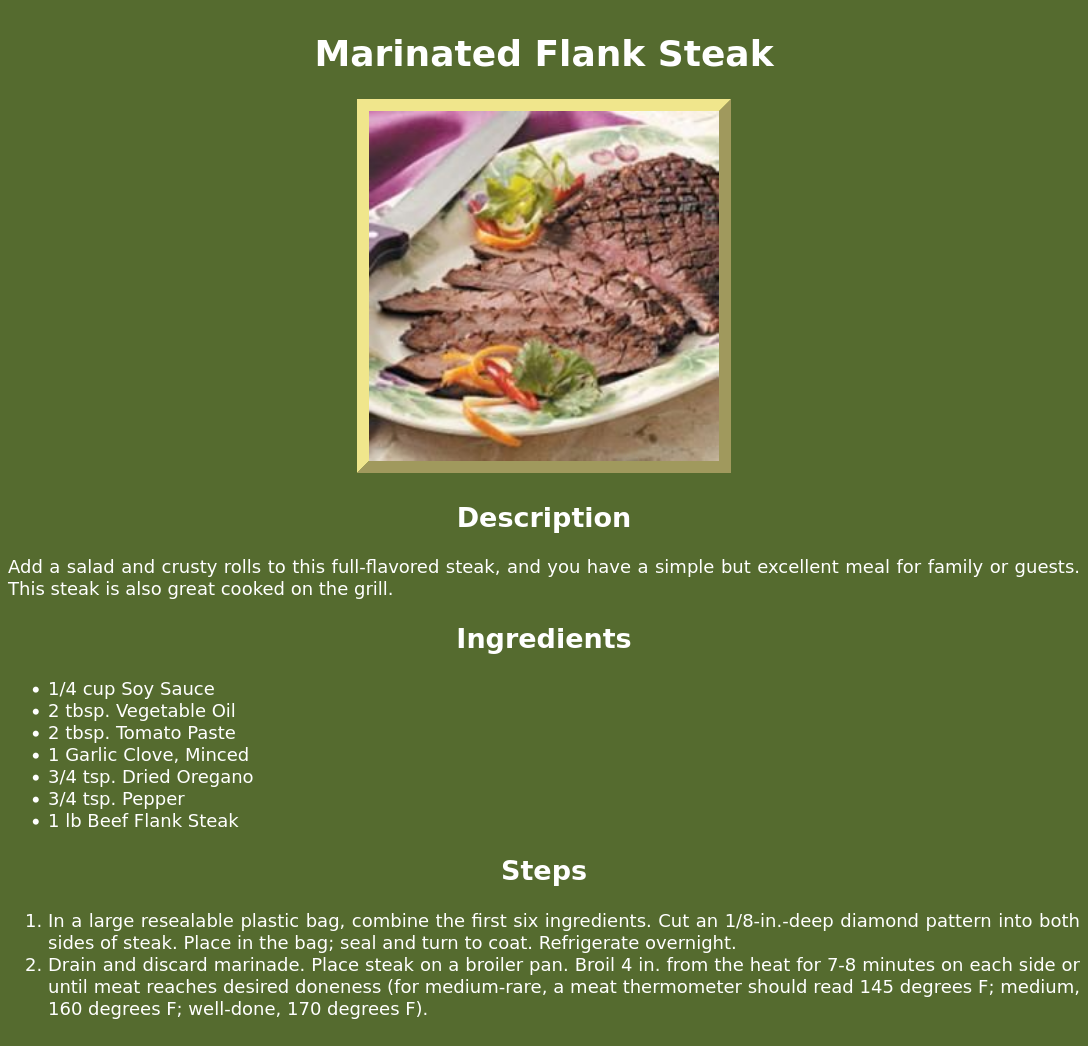 Marinated Flank Steak
Description
Add a salad and crusty rolls to this full-flavored steak, and you have a simple but excellent meal for family or guests.
This steak is also great cooked on the grill.
Ingredients
• 1/4 cup Soy Sauce
• 2 tbsp. Vegetable Oil
• 2 tbsp. Tomato Paste
• 1 Garlic Clove, Minced
• 3/4 tsp. Dried Oregano
• 3/4 tsp. Pepper
• 1 lb Beef Flank Steak
Steps
1. In a large resealable plastic bag, combine the first six ingredients. Cut an 1/8-in.-deep diamond pattern into both
sides of steak. Place in the bag; seal and turn to coat. Refrigerate overnight.
2. Drain and discard marinade. Place steak on a broiler pan. Broil 4 in. from the heat for 7-8 minutes on each side or
until meat reaches desired doneness (for medium-rare, a meat thermometer should read 145 degrees F; medium,
160 degrees F; well-done, 170 degrees F).